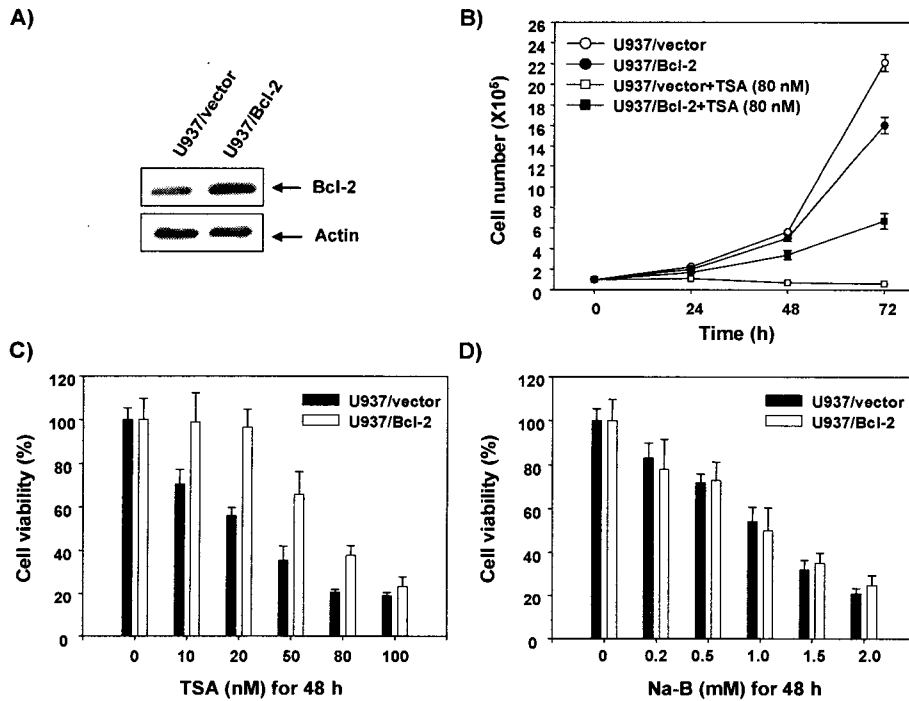 A)
U937/vector
U937/Bcl-2
Bcl-2
Actin
B)
U937/vector
U937/Bcl-2
U937/vector+TSA (80 nM)
U937/Bcl-2+TSA (80 nM)
Cell number (X10⁶)
26
22
18
14
10
8
6
4
2
0
0 24 48 72
Time (h)
C)
U937/vector
U937/Bcl-2
Cell viability (%)
120
100
80
60
40
20
0
0 10 20 50 80 100
TSA (nM) for 48 h
D)
U937/vector
U937/Bcl-2
Cell viability (%)
120
100
80
60
40
20
0
0 0.2 0.5 1.0 1.5 2.0
Na-B (mM) for 48 h